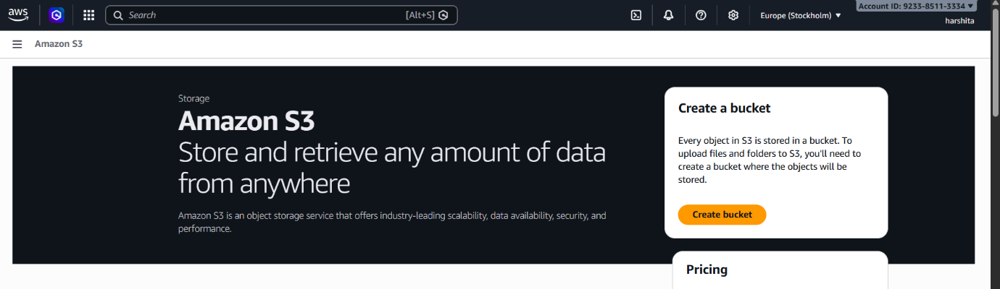 aws
Search
[Alt+S]
Europe (Stockholm)
Account ID: 9233-8511-3334
harshita
Amazon S3
Storage
Amazon S3
Store and retrieve any amount of data
from anywhere
Amazon S3 is an object storage service that offers industry-leading scalability, data availability, security, and
performance.
Create a bucket
Every object in S3 is stored in a bucket. To
upload files and folders to S3, you'll need to
create a bucket where the objects will be
stored.
Create bucket
Pricing